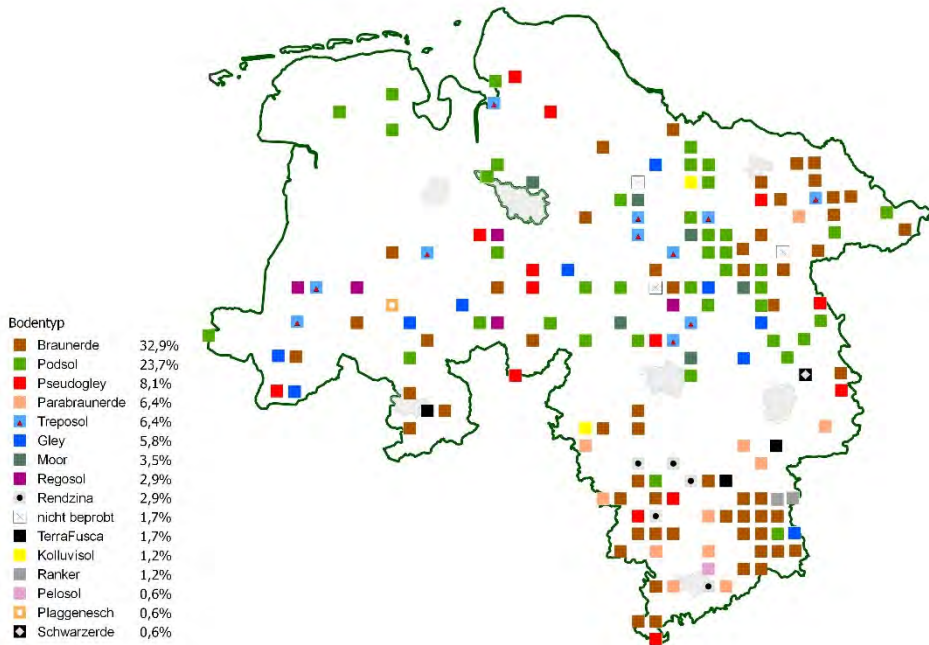 Bodentyp
Braunerde 32,9%
Podsol 23,7%
Pseudogley 8,1%
Parabraunerde 6,4%
Treposol 6,4%
Gley 5,8%
Moor 3,5%
Regosol 2,9%
Rendzina 2,9%
nicht beprobt 1,7%
TerraFusca 1,7%
Kolluvisol 1,2%
Ranker 1,2%
Pelosol 0,6%
Plaggenesch 0,6%
Schwarzerde 0,6%